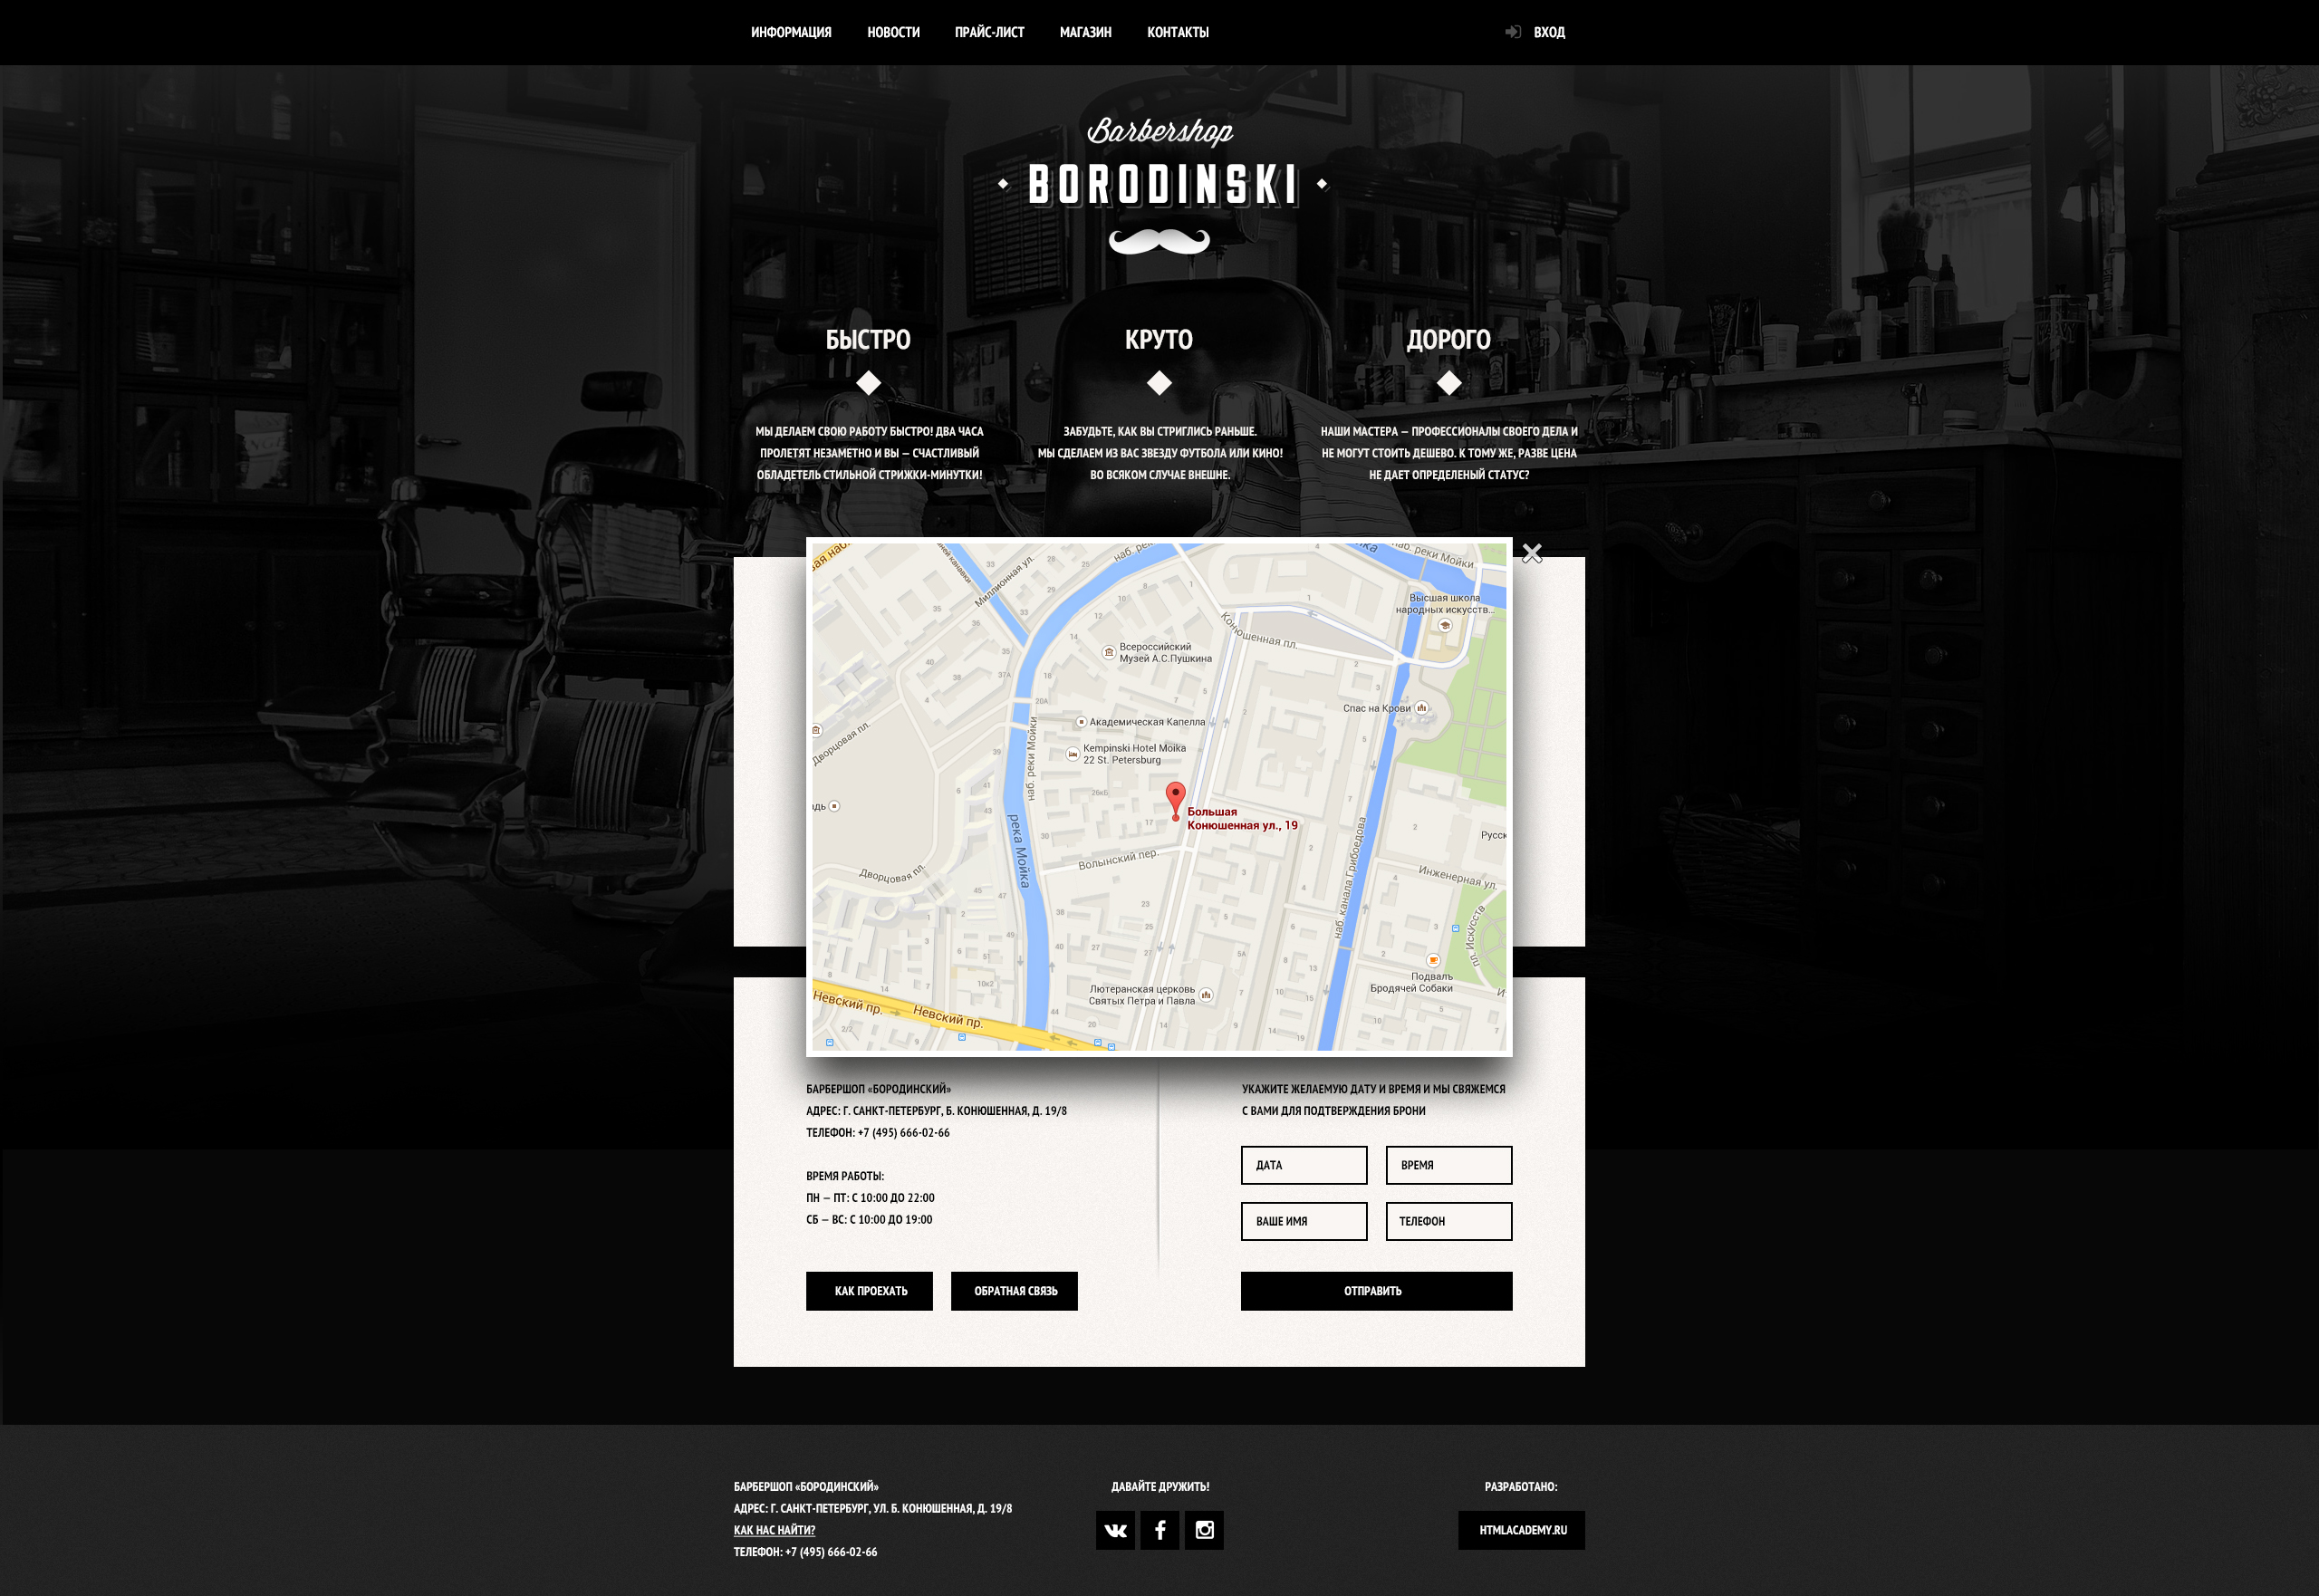 ИНФОРМАЦИЯ НОВОСТИ ПРАЙС-ЛИСТ МАГАЗИН КОНТАКТЫ ВХОД
Barbershop
BORODINSKI
БЫСТРО
МЫ ДЕЛАЕМ СВОЮ РАБОТУ БЫСТРО! ДВА ЧАСА
ПРОЛЕТЯТ НЕЗАМЕТНО И ВЫ — СЧАСТЛИВЫЙ
ОБЛАДЕТЕЛЬ СТИЛЬНОЙ СТРИЖКИ-МИНУТКИ!
КРУТО
ЗАБУДЬТЕ, КАК ВЫ СТРИГЛИСЬ РАНЬШЕ.
МЫ СДЕЛАЕМ ИЗ ВАС ЗВЕЗДУ ФУТБОЛА ИЛИ КИНО!
ВО ВСЯКОМ СЛУЧАЕ ВНЕШНЕ.
ДОРОГО
НАШИ МАСТЕРА — ПРОФЕССИОНАЛЫ СВОЕГО ДЕЛА И
НЕ МОГУТ СТОИТЬ ДЕШЕВО. К ТОМУ ЖЕ, РАЗВЕ ЦЕНА
НЕ ДАЕТ ОПРЕДЕЛЕНЫЙ СТАТУС?
Миллионная ул.
наб. реки Мойки
Высшая школа
народных искусств...
Конюшенная пл.
Всероссийский
Музей А.С.Пушкина
Спас на Крови
Академическая Капелла
Kempinski Hotel Moika
22 St. Petersburg
Дворцовая пл.
наб. реки Мойки
Большая
Конюшенная ул., 19
река Мойка
Волынский пер.
наб. канала Грибоедова
Дворцовая пл.
Инженерная ул.
пл. Искусств
Подвалъ
Бродячей Собаки
Лютеранская церковь
Святых Петра и Павла
Невский пр.
Невский пр.
БАРБЕРШОП «БОРОДИНСКИЙ»
АДРЕС: Г. САНКТ-ПЕТЕРБУРГ, Б. КОНЮШЕННАЯ, Д. 19/8
ТЕЛЕФОН: +7 (495) 666-02-66
ВРЕМЯ РАБОТЫ:
ПН — ПТ: С 10:00 ДО 22:00
СБ — ВС: С 10:00 ДО 19:00
КАК ПРОЕХАТЬ ОБРАТНАЯ СВЯЗЬ
УКАЖИТЕ ЖЕЛАЕМУЮ ДАТУ И ВРЕМЯ И МЫ СВЯЖЕМСЯ
С ВАМИ ДЛЯ ПОДТВЕРЖДЕНИЯ БРОНИ
ДАТА ВРЕМЯ
ВАШЕ ИМЯ ТЕЛЕФОН
ОТПРАВИТЬ
БАРБЕРШОП «БОРОДИНСКИЙ»
АДРЕС: Г. САНКТ-ПЕТЕРБУРГ, УЛ. Б. КОНЮШЕННАЯ, Д. 19/8
КАК НАС НАЙТИ?
ТЕЛЕФОН: +7 (495) 666-02-66
ДАВАЙТЕ ДРУЖИТЬ!
РАЗРАБОТАНО:
HTMLACADEMY.RU